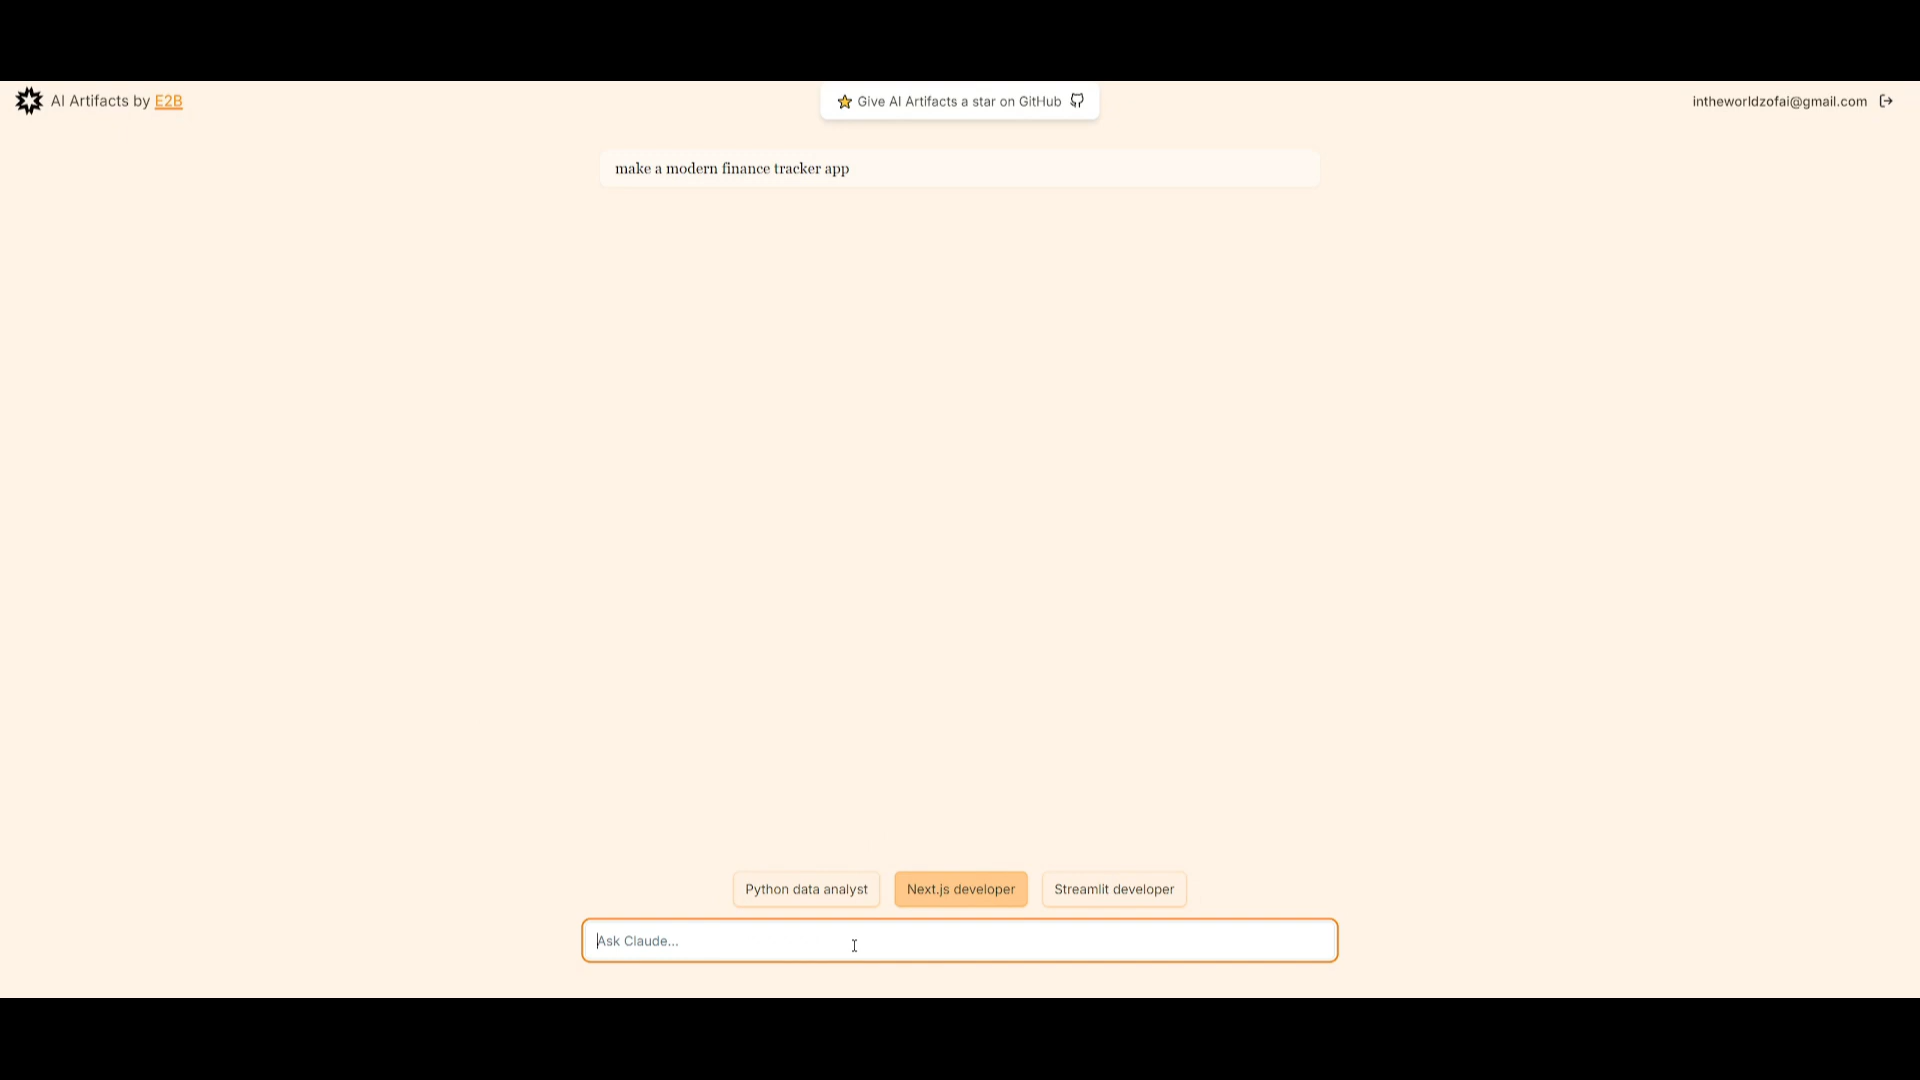 AI Artifacts by E2B
Give AI Artifacts a star on GitHub
intheworldzofai@gmail.com
make a modern finance tracker app
Python data analyst
Next.js developer
Streamlit developer
Ask Claude...